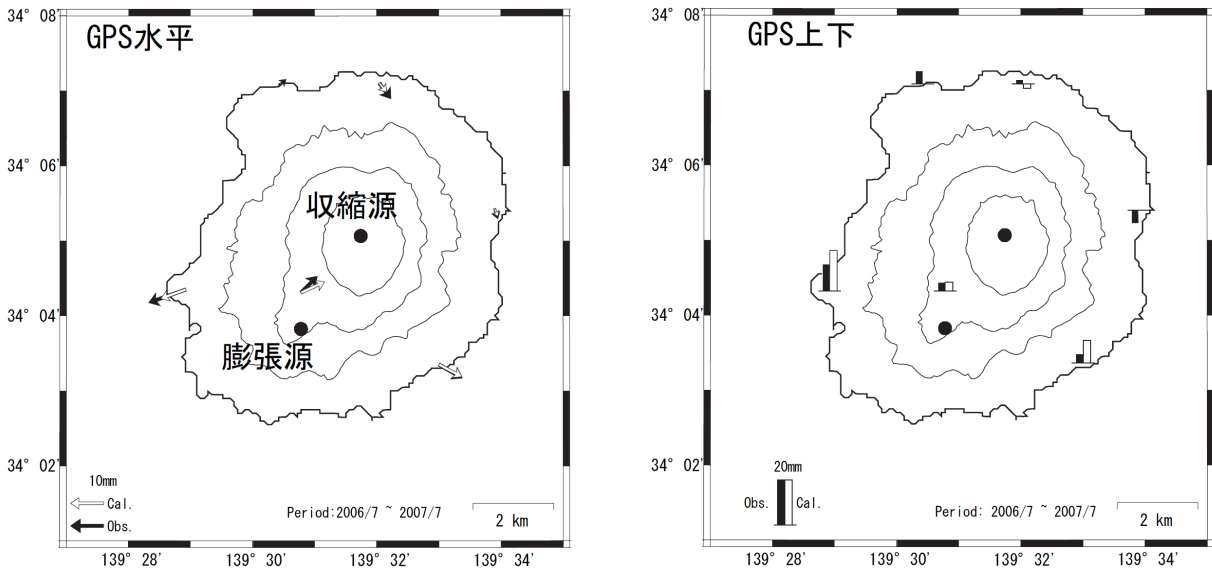 GPS水平
34° 08'
34° 06'
34° 04'
34° 02'
収縮源
膨張源
10mm
Cal.
Obs.
Period:2006/7 ~ 2007/7
2 km
139° 28'
139° 30'
139° 32'
139° 34'
GPS上下
34° 08'
34° 06'
34° 04'
34° 02'
20mm
Obs.
Cal.
Period: 2006/7 ~ 2007/7
2 km
139° 28'
139° 30'
139° 32'
139° 34'